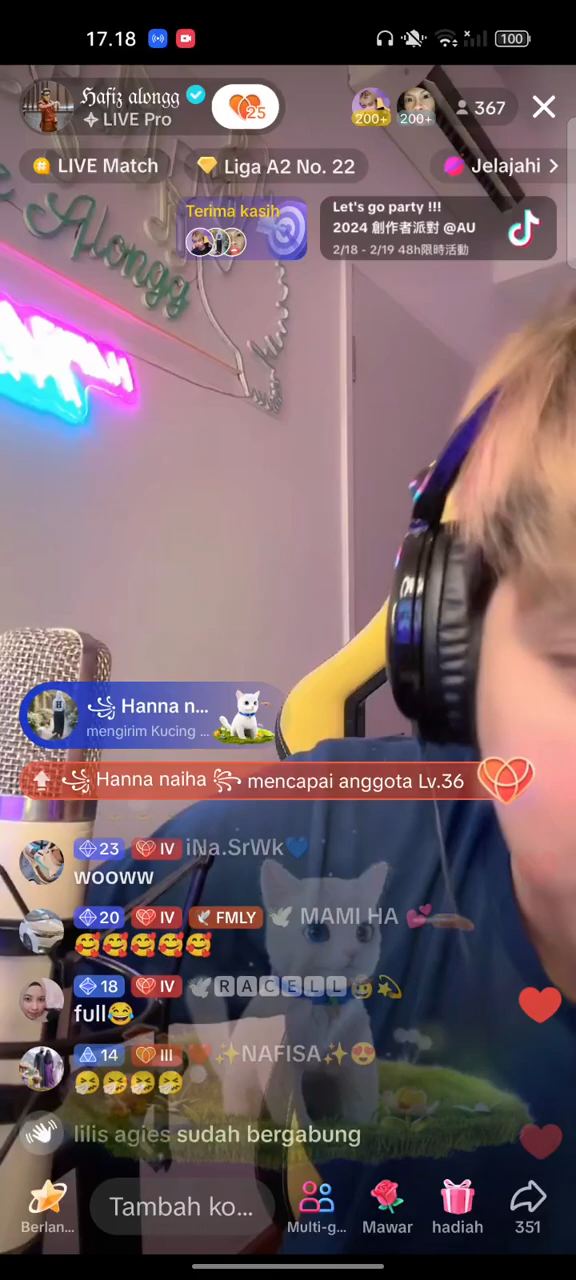 17.18
100
Hafiz alongg
LIVE Pro
25
200+
200+
367
LIVE Match
Liga A2 No. 22
Jelajahi >
Terima kasih
Let's go party !!!
2024 創作者派對 @AU
2/18 - 2/19 48h限時活動
Alongg
Hanna n...
mengirim Kucing ...
Hanna naiha mencapai anggota Lv.36
23 IV iNa.SrWk💙
wooww
20 IV FMLY 🕊 MAMI HA 💕
🥰🥰🥰🥰🥰
18 IV 🕊🆁🅰🅲🅴🅻🅻🤠💫
full😂
14 III ❤️✨NAFISA✨😍
🤧🤧🤧🤧
lilis agies sudah bergabung
Berlan...
Tambah ko...
Multi-g...
Mawar
hadiah
351